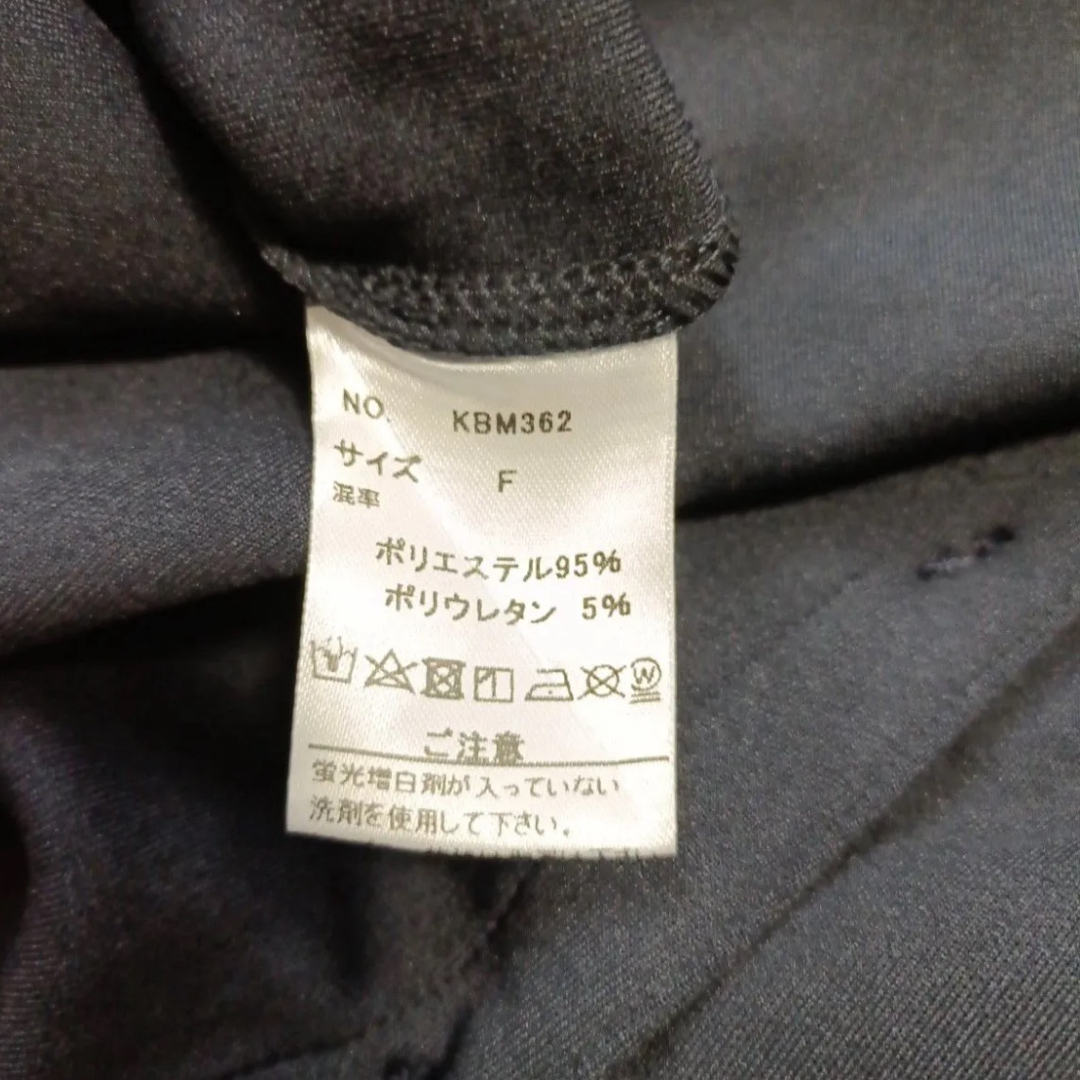 NO. KBM362
サイズ F
混率
ポリエステル95%
ポリウレタン 5%
W
ご注意
蛍光増白剤が入っていない
洗剤を使用して下さい。